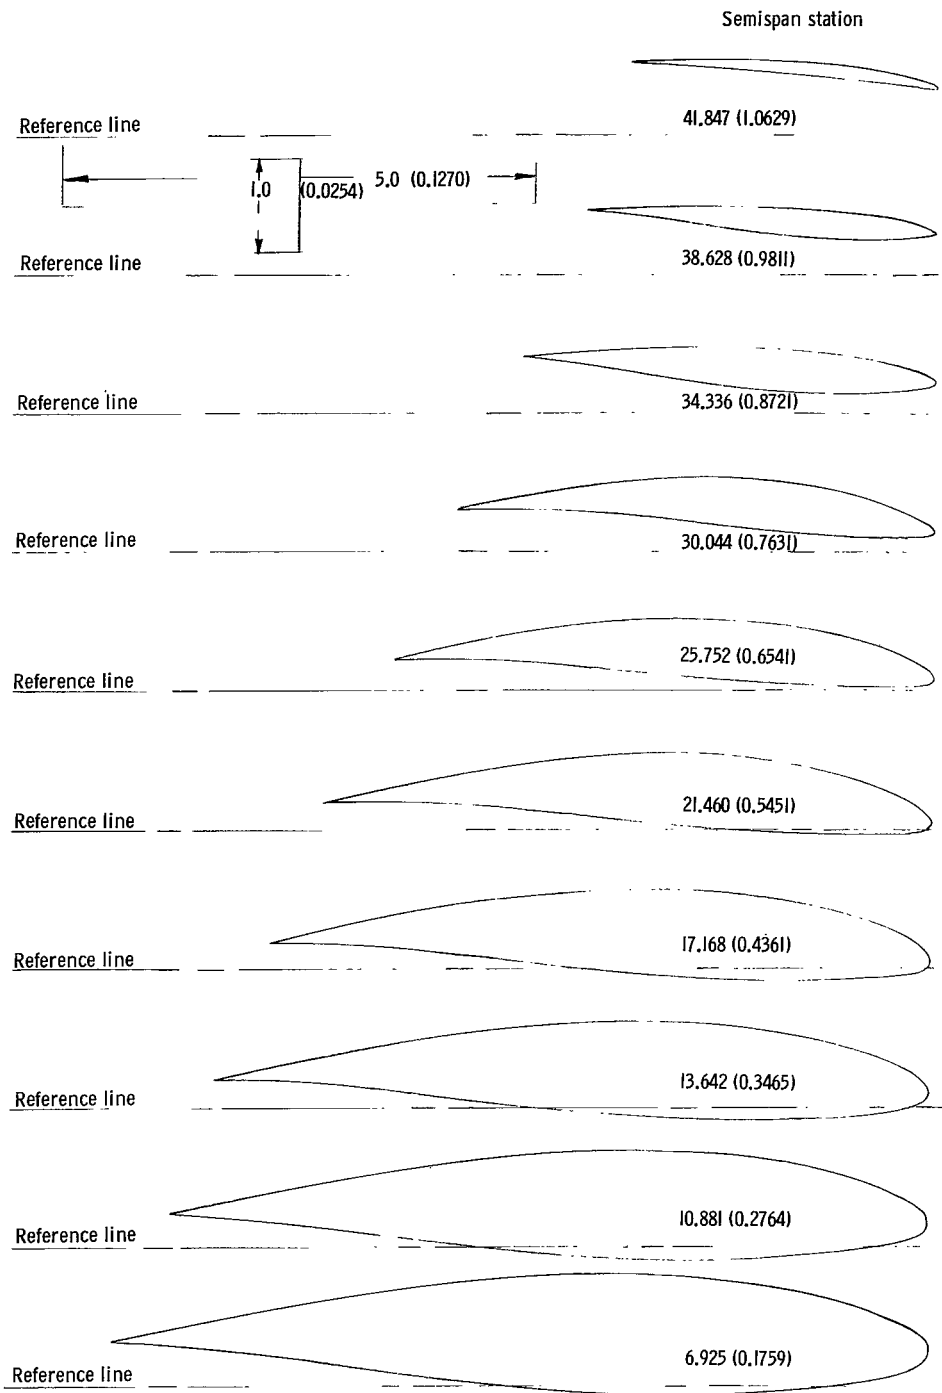 Semispan station
41.847 (1.0629)
Reference line
1.0 (0.0254) 5.0 (0.1270)
38.628 (0.9811)
Reference line
34.336 (0.8721)
Reference line
30.044 (0.7631)
Reference line
25.752 (0.6541)
Reference line
21.460 (0.5451)
Reference line
17.168 (0.4361)
Reference line
13.642 (0.3465)
Reference line
10.881 (0.2764)
Reference line
6.925 (0.1759)
Reference line